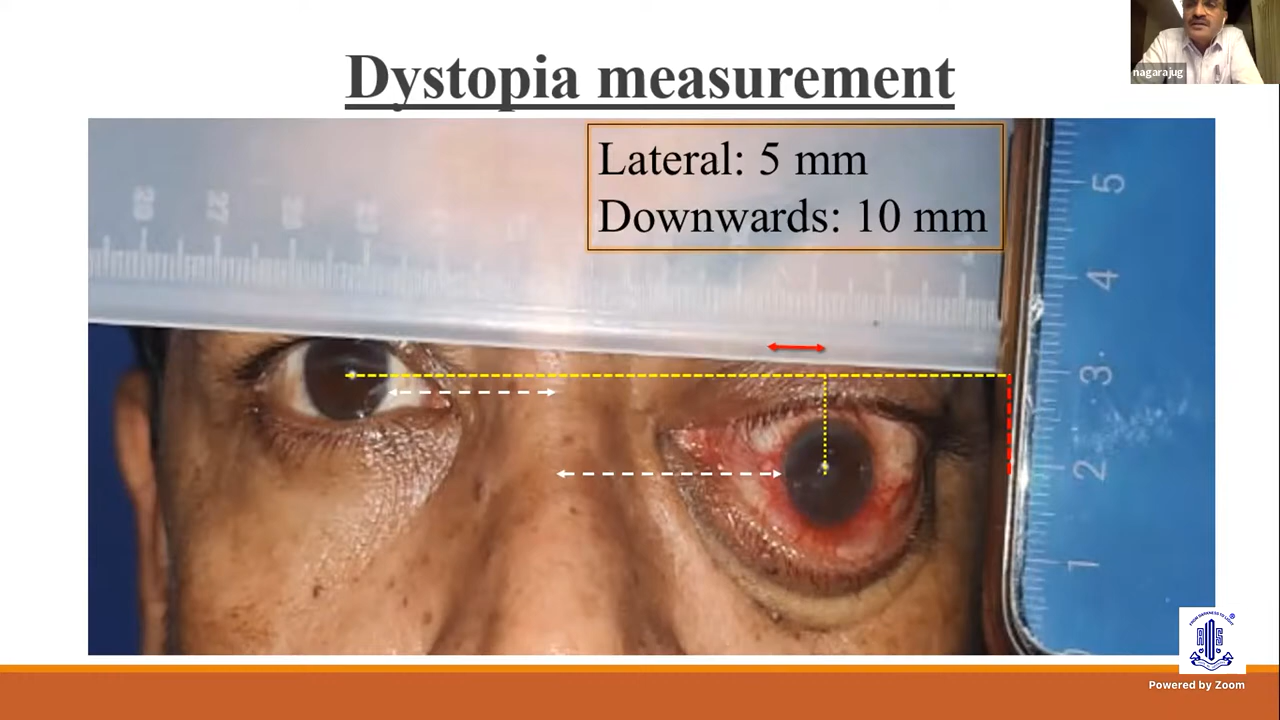 Dystopia measurement
nagarajug
Lateral: 5 mm
Downwards: 10 mm
5
4
3
2
1
Powered by Zoom